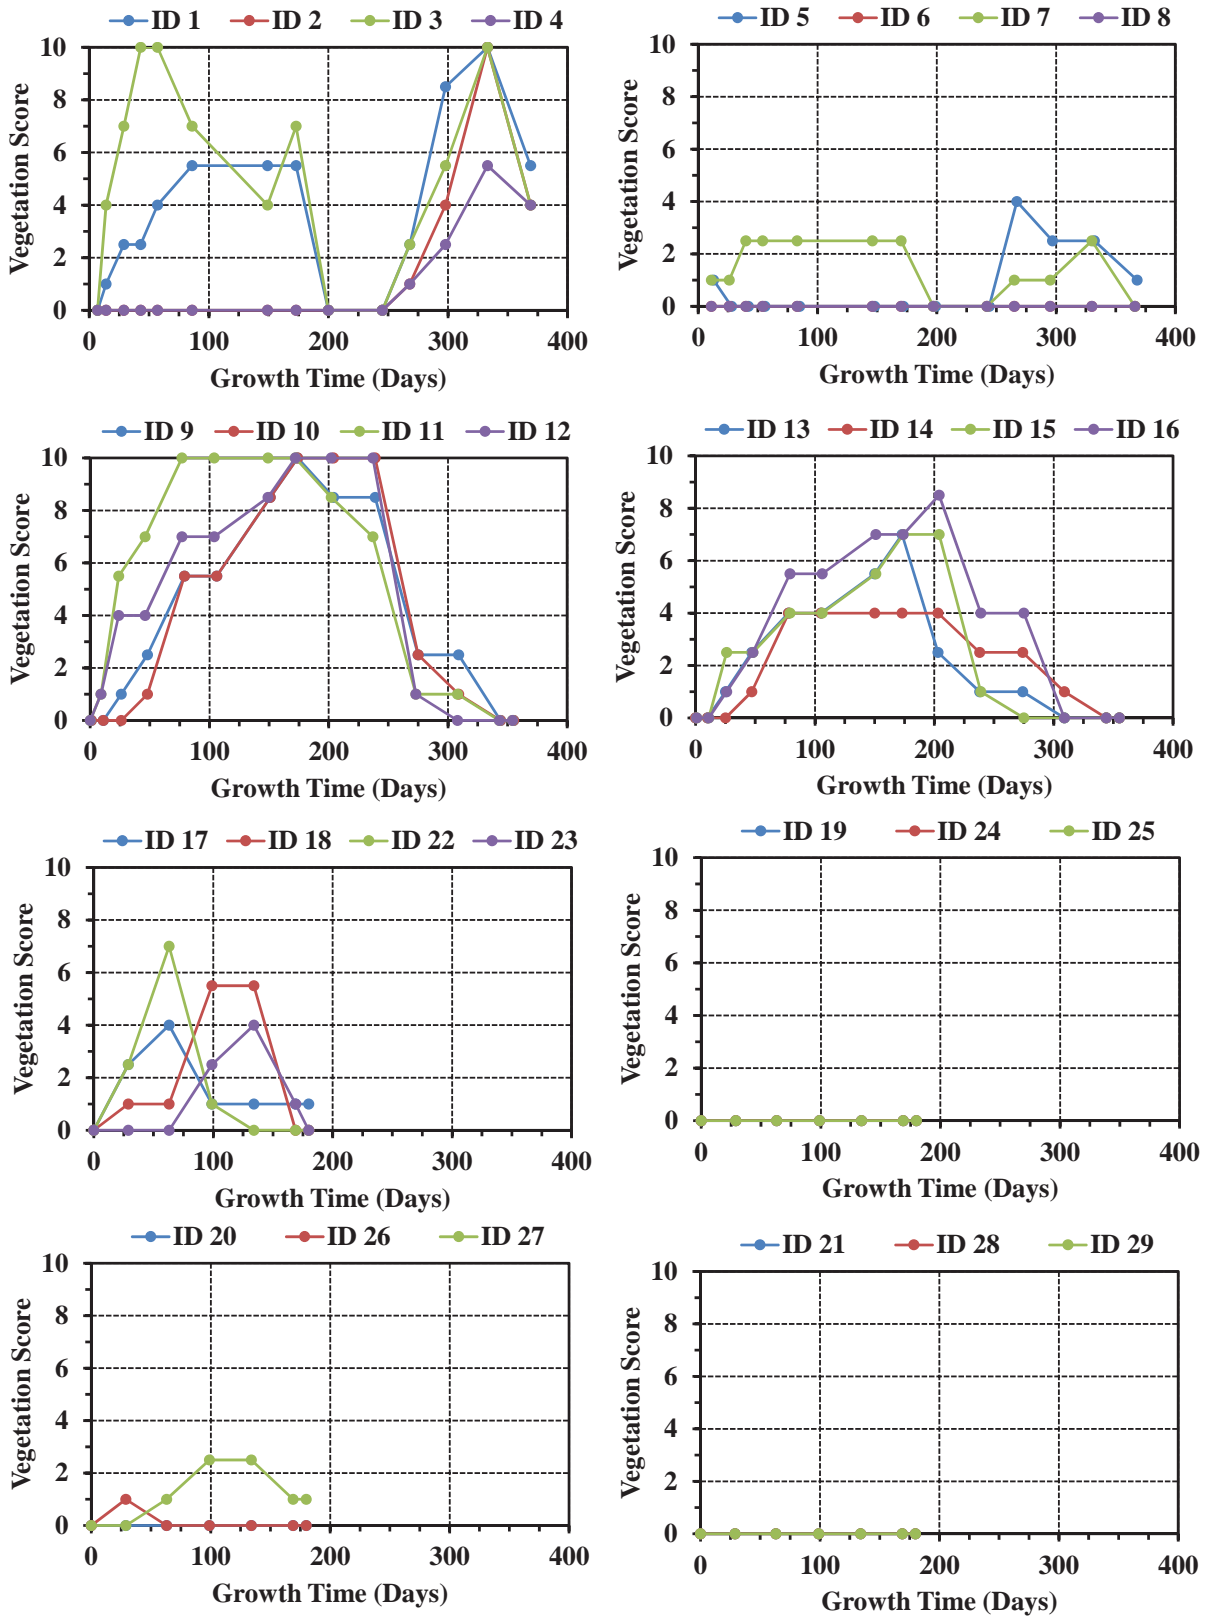 ID 1 ID 2 ID 3 ID 4
10
8
6
4
2
0
0 100 200 300 400
Vegetation Score
Growth Time (Days)
ID 5 ID 6 ID 7 ID 8
10
8
6
4
2
0
0 100 200 300 400
Vegetation Score
Growth Time (Days)
ID 9 ID 10 ID 11 ID 12
10
8
6
4
2
0
0 100 200 300 400
Vegetation Score
Growth Time (Days)
ID 13 ID 14 ID 15 ID 16
10
8
6
4
2
0
0 100 200 300 400
Vegetation Score
Growth Time (Days)
ID 17 ID 18 ID 22 ID 23
10
8
6
4
2
0
0 100 200 300 400
Vegetation Score
Growth Time (Days)
ID 19 ID 24 ID 25
10
8
6
4
2
0
0 100 200 300 400
Vegetation Score
Growth Time (Days)
ID 20 ID 26 ID 27
10
8
6
4
2
0
0 100 200 300 400
Vegetation Score
Growth Time (Days)
ID 21 ID 28 ID 29
10
8
6
4
2
0
0 100 200 300 400
Vegetation Score
Growth Time (Days)